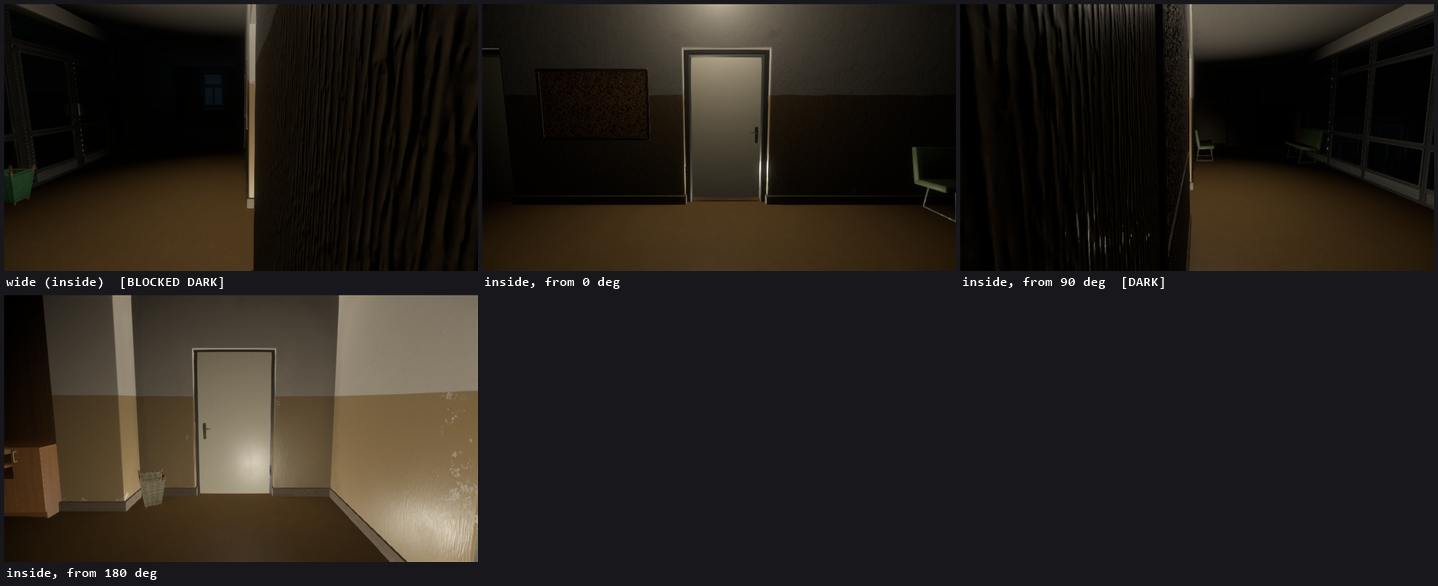 wide (inside)  [BLOCKED DARK]
inside, from 0 deg
inside, from 90 deg  [DARK]
inside, from 180 deg